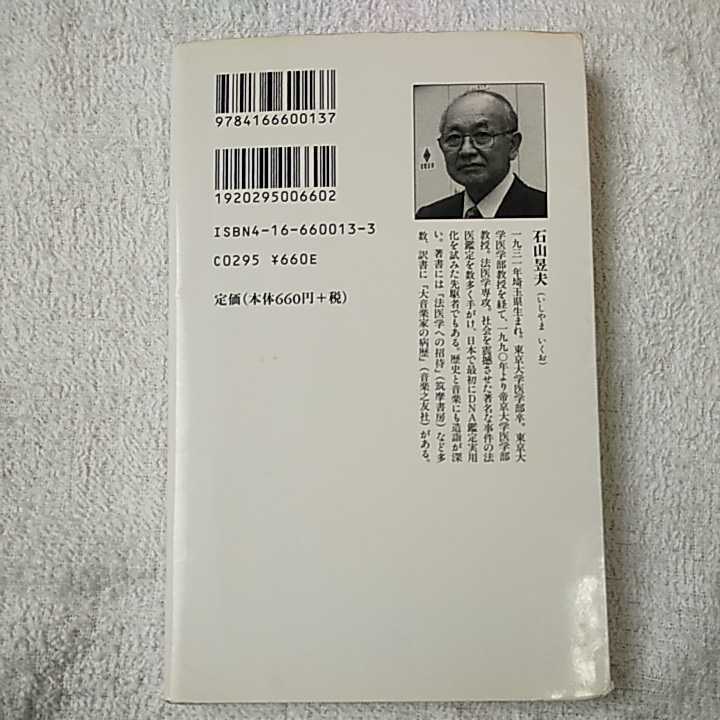 9784166600137
1920295006602
ISBN4-16-660013-3
C0295 ¥660E
定価(本体660円+税)
石山昱夫(いしやま いくお)
一九三一年埼玉県生まれ。東京大学医学部卒。東京大
学医学部教授を経て、一九九〇年より帝京大学医学部
教授。法医学専攻。社会を震撼させた著名な事件の法
医鑑定を数多く手がけ、日本で最初にDNA鑑定実用
化を試みた先駆者でもある。歴史と音楽にも造詣が深
い。著書には「法医学への招待」(筑摩書房)など多
数、訳書に「大音楽家の病歴」(音楽之友社)がある。